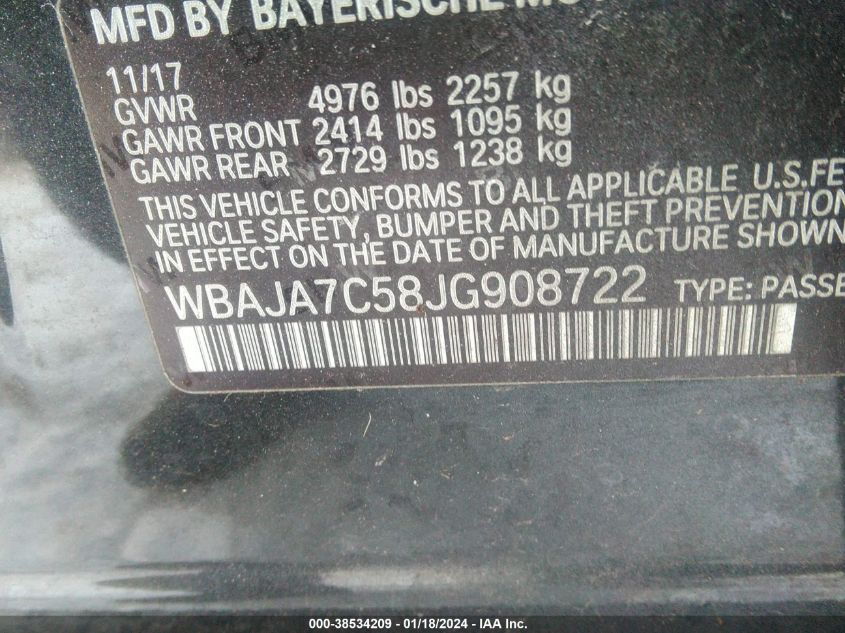 MFD BY BAYERISCHE
11/17
GVWR 4976 lbs 2257 kg
GAWR FRONT 2414 lbs 1095 kg
GAWR REAR 2729 lbs 1238 kg
THIS VEHICLE CONFORMS TO ALL APPLICABLE U.S.FE
VEHICLE SAFETY, BUMPER AND THEFT PREVENTION
IN EFFECT ON THE DATE OF MANUFACTURE SHOWN
WBAJA7C58JG908722 TYPE: PASSE
000-38534209 - 01/18/2024 - IAA Inc.